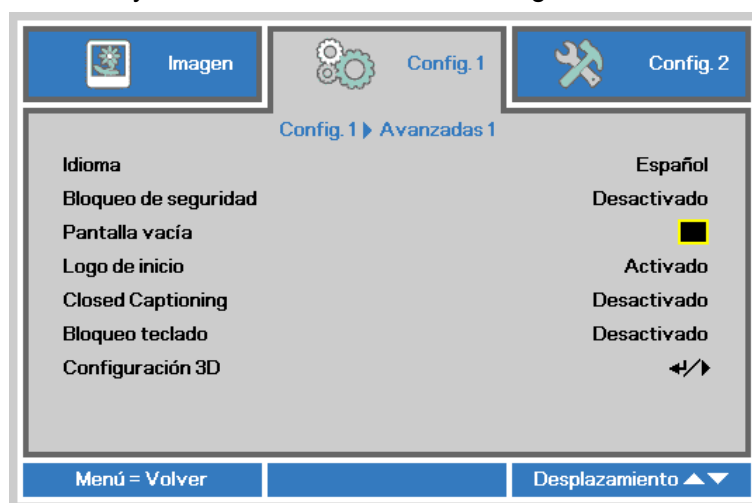 Imagen
Config. 1
Config. 2
Config. 1 Avanzadas 1
Idioma Español
Bloqueo de seguridad Desactivado
Pantalla vacía
Logo de inicio Activado
Closed Captioning Desactivado
Bloqueo teclado Desactivado
Configuración 3D
Menú = Volver
Desplazamiento